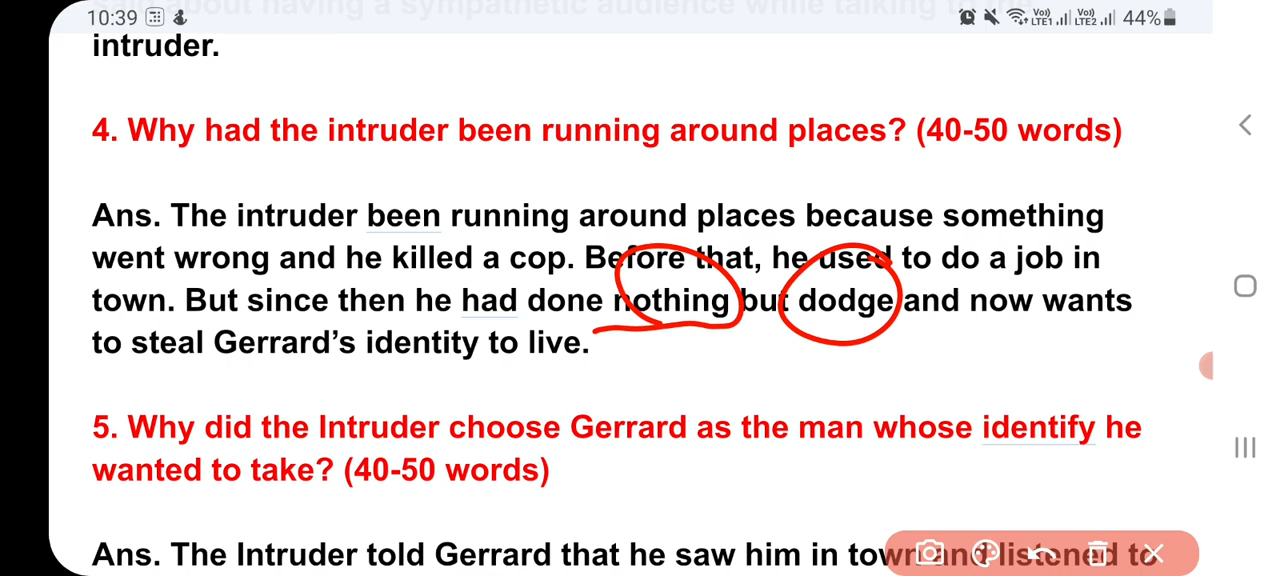 10:39
Vo)) LTE1 Vo)) LTE2 44%
intruder.
4. Why had the intruder been running around places? (40-50 words)
Ans. The intruder been running around places because something
went wrong and he killed a cop. Before that, he used to do a job in
town. But since then he had done nothing but dodge and now wants
to steal Gerrard’s identity to live.
5. Why did the Intruder choose Gerrard as the man whose identify he
wanted to take? (40-50 words)
Ans. The Intruder told Gerrard that he saw him in town and listened to